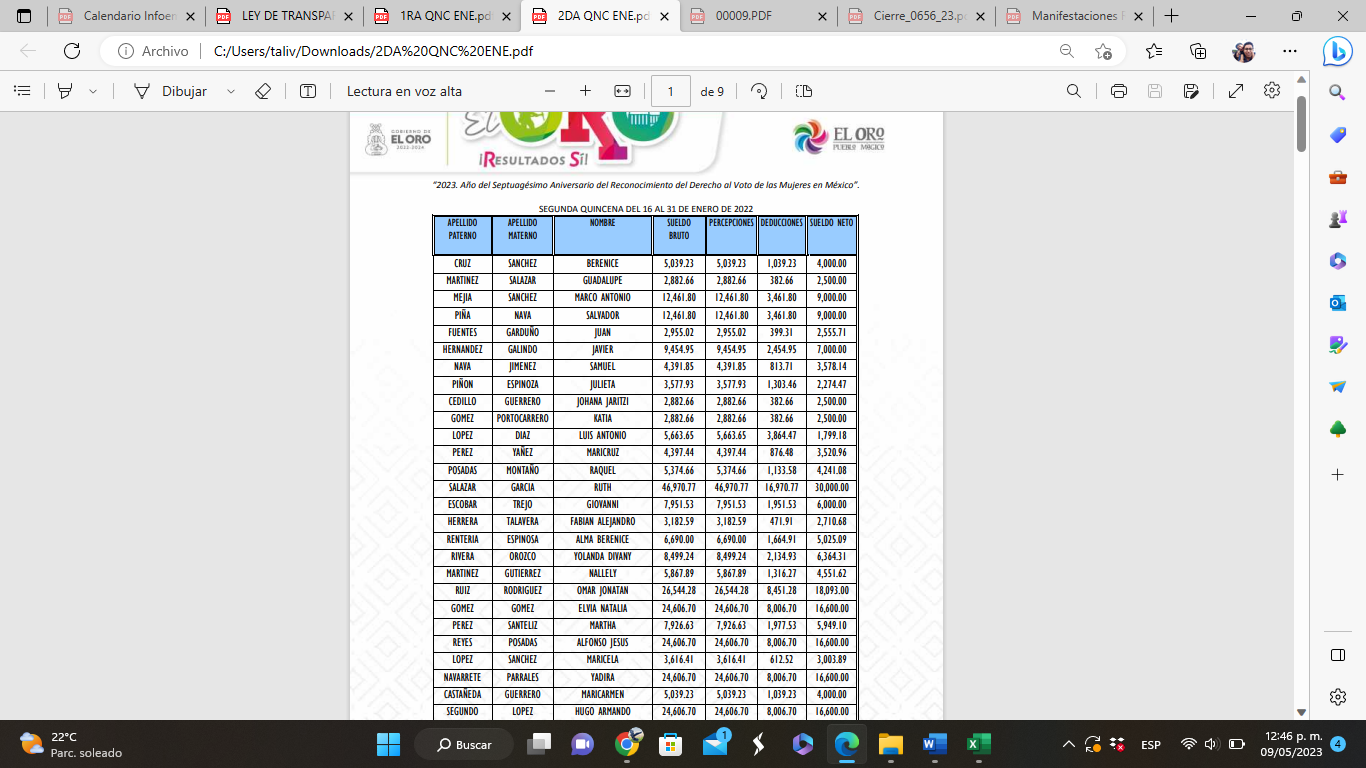 Calendario Infoen
LEY DE TRANSPAR
1RA QNC ENE.pd
2DA QNC ENE.pd
00009.PDF
Cierre_0656_23.p
Manifestaciones
Archivo
C:/Users/taliv/Downloads/2DA%20QNC%20ENE.pdf
Dibujar
Lectura en voz alta
1
de 9
GOBIERNO DE
EL ORO
2022-2024
El ORO
¡RESULTADOS SÍ!
EL ORO
PUEBLO MÁGICO
"2023. Año del Septuagésimo Aniversario del Reconocimiento del Derecho al Voto de las Mujeres en México".
SEGUNDA QUINCENA DEL 16 AL 31 DE ENERO DE 2022
APELLIDO PATERNO APELLIDO MATERNO NOMBRE SUELDO BRUTO PERCEPCIONES DEDUCCIONES SUELDO NETO
CRUZ SANCHEZ BERENICE 5,039.23 5,039.23 1,039.23 4,000.00
MARTINEZ SALAZAR GUADALUPE 2,882.66 2,882.66 382.66 2,500.00
MEJIA SANCHEZ MARCO ANTONIO 12,461.80 12,461.80 3,461.80 9,000.00
PIÑA NAVA SALVADOR 12,461.80 12,461.80 3,461.80 9,000.00
FUENTES GARDUÑO JUAN 2,955.02 2,955.02 399.31 2,555.71
HERNANDEZ GALINDO JAVIER 9,454.95 9,454.95 2,454.95 7,000.00
NAVA JIMENEZ SAMUEL 4,391.85 4,391.85 813.71 3,578.14
PIÑON ESPINOZA JULIETA 3,577.93 3,577.93 1,303.46 2,274.47
CEDILLO GUERRERO JOHANA JARITZI 2,882.66 2,882.66 382.66 2,500.00
GOMEZ PORTOCARRERO KATIA 2,882.66 2,882.66 382.66 2,500.00
LOPEZ DIAZ LUIS ANTONIO 5,663.65 5,663.65 3,864.47 1,799.18
PEREZ YAÑEZ MARICRUZ 4,397.44 4,397.44 876.48 3,520.96
POSADAS MONTAÑO RAQUEL 5,374.66 5,374.66 1,133.58 4,241.08
SALAZAR GARCIA RUTH 46,970.77 46,970.77 16,970.77 30,000.00
ESCOBAR TREJO GIOVANNI 7,951.53 7,951.53 1,951.53 6,000.00
HERRERA TALAVERA FABIAN ALEJANDRO 3,182.59 3,182.59 471.91 2,710.68
RENTERIA ESPINOSA ALMA BERENICE 6,690.00 6,690.00 1,664.91 5,025.09
RIVERA OROZCO YOLANDA DIVANY 8,499.24 8,499.24 2,134.93 6,364.31
MARTINEZ GUTIERREZ NALLELY 5,867.89 5,867.89 1,316.27 4,551.62
RUIZ RODRIGUEZ OMAR JONATAN 26,544.28 26,544.28 8,451.28 18,093.00
GOMEZ GOMEZ ELVIA NATALIA 24,606.70 24,606.70 8,006.70 16,600.00
PEREZ SANTELIZ MARTHA 7,926.63 7,926.63 1,977.53 5,949.10
REYES POSADAS ALFONSO JESUS 24,606.70 24,606.70 8,006.70 16,600.00
LOPEZ SANCHEZ MARICELA 3,616.41 3,616.41 612.52 3,003.89
NAVARRETE PARRALES YADIRA 24,606.70 24,606.70 8,006.70 16,600.00
CASTAÑEDA GUERRERO MARICARMEN 5,039.23 5,039.23 1,039.23 4,000.00
SEGUNDO LOPEZ HUGO ARMANDO 24,606.70 24,606.70 8,006.70 16,600.00
22°C
Parc. soleado
Buscar
1
ESP
12:46 p. m.
09/05/2023
4